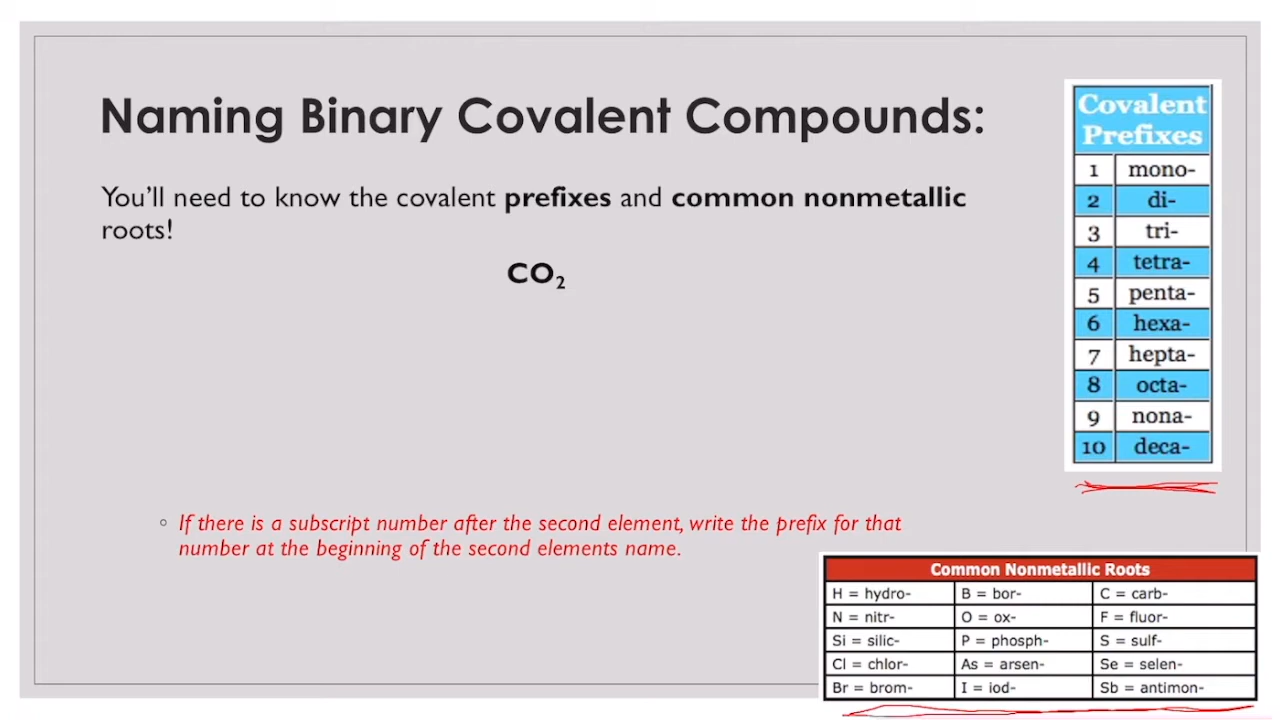 Naming Binary Covalent Compounds:
You'll need to know the covalent prefixes and common nonmetallic
roots!
CO₂
Covalent
Prefixes
1 mono-
2 di-
3 tri-
4 tetra-
5 penta-
6 hexa-
7 hepta-
8 octa-
9 nona-
10 deca-
◦ If there is a subscript number after the second element, write the prefix for that
number at the beginning of the second elements name.
Common Nonmetallic Roots
H = hydro- B = bor- C = carb-
N = nitr- O = ox- F = fluor-
Si = silic- P = phosph- S = sulf-
Cl = chlor- As = arsen- Se = selen-
Br = brom- I = iod- Sb = antimon-